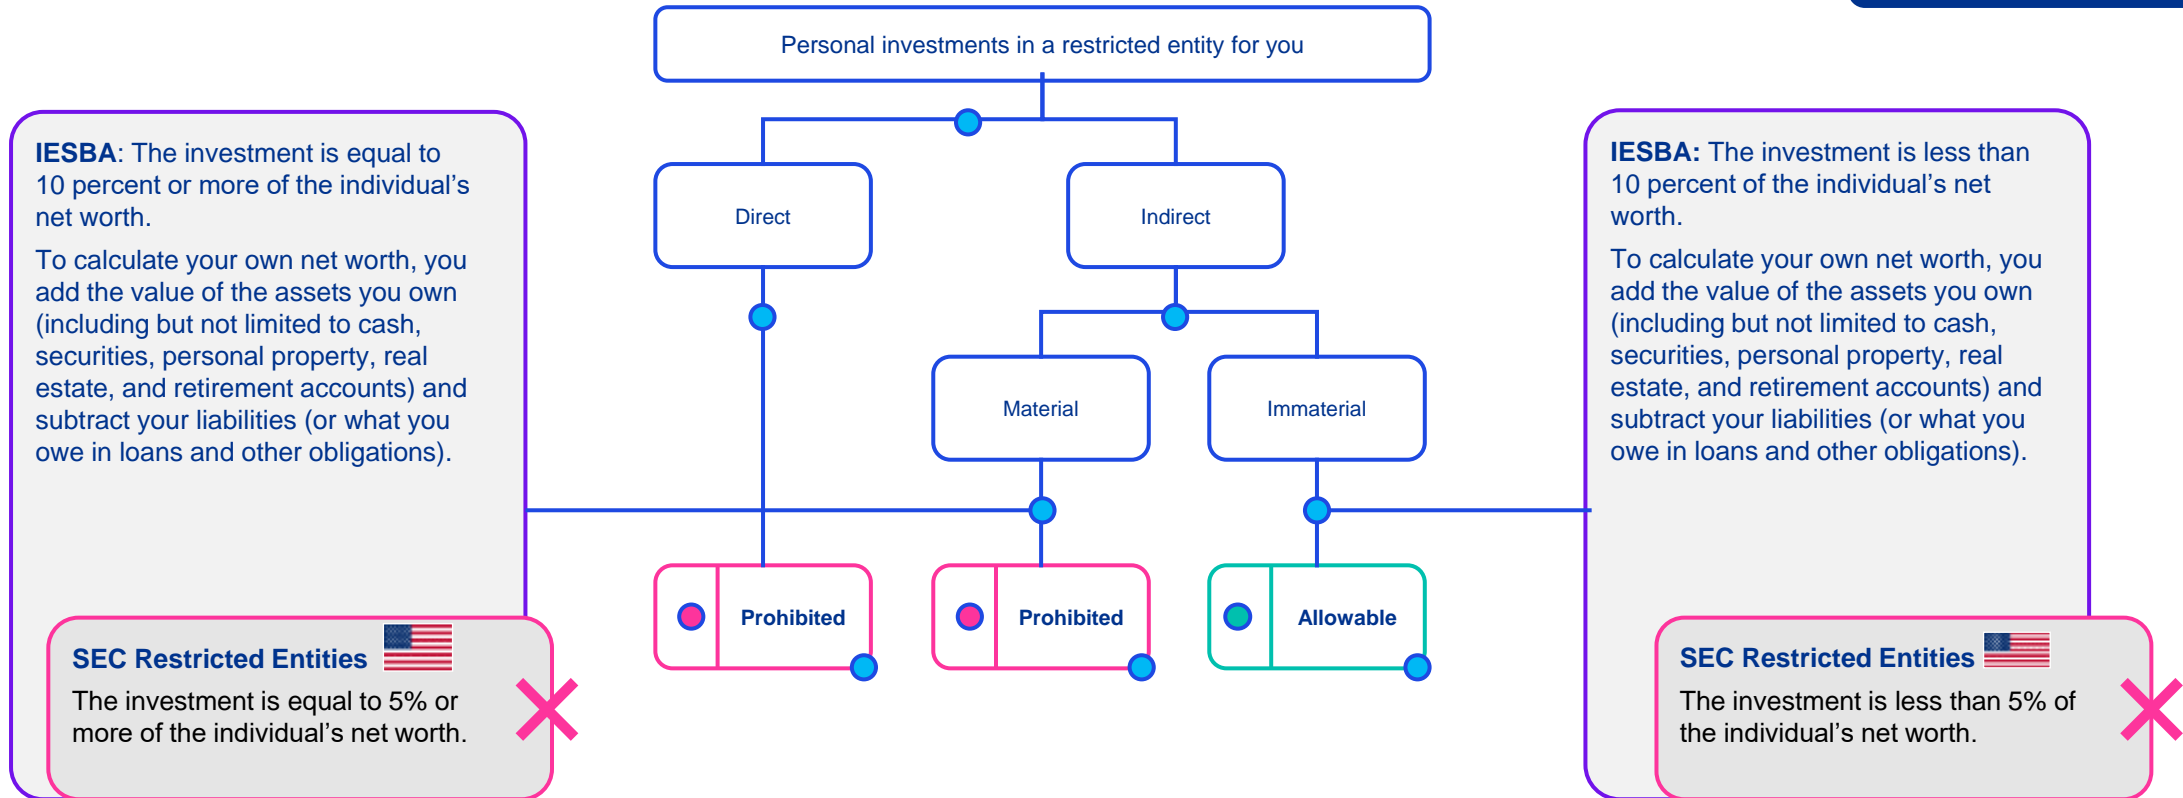 Personal investments in a restricted entity for you
IESBA: The investment is equal to
10 percent or more of the individual’s
net worth.
To calculate your own net worth, you
add the value of the assets you own
(including but not limited to cash,
securities, personal property, real
estate, and retirement accounts) and
subtract your liabilities (or what you
owe in loans and other obligations).
SEC Restricted Entities
The investment is equal to 5% or
more of the individual’s net worth.
Direct
Indirect
Material
Immaterial
Prohibited
Prohibited
Allowable
IESBA: The investment is less than
10 percent of the individual’s net
worth.
To calculate your own net worth, you
add the value of the assets you own
(including but not limited to cash,
securities, personal property, real
estate, and retirement accounts) and
subtract your liabilities (or what you
owe in loans and other obligations).
SEC Restricted Entities
The investment is less than 5% of
the individual’s net worth.